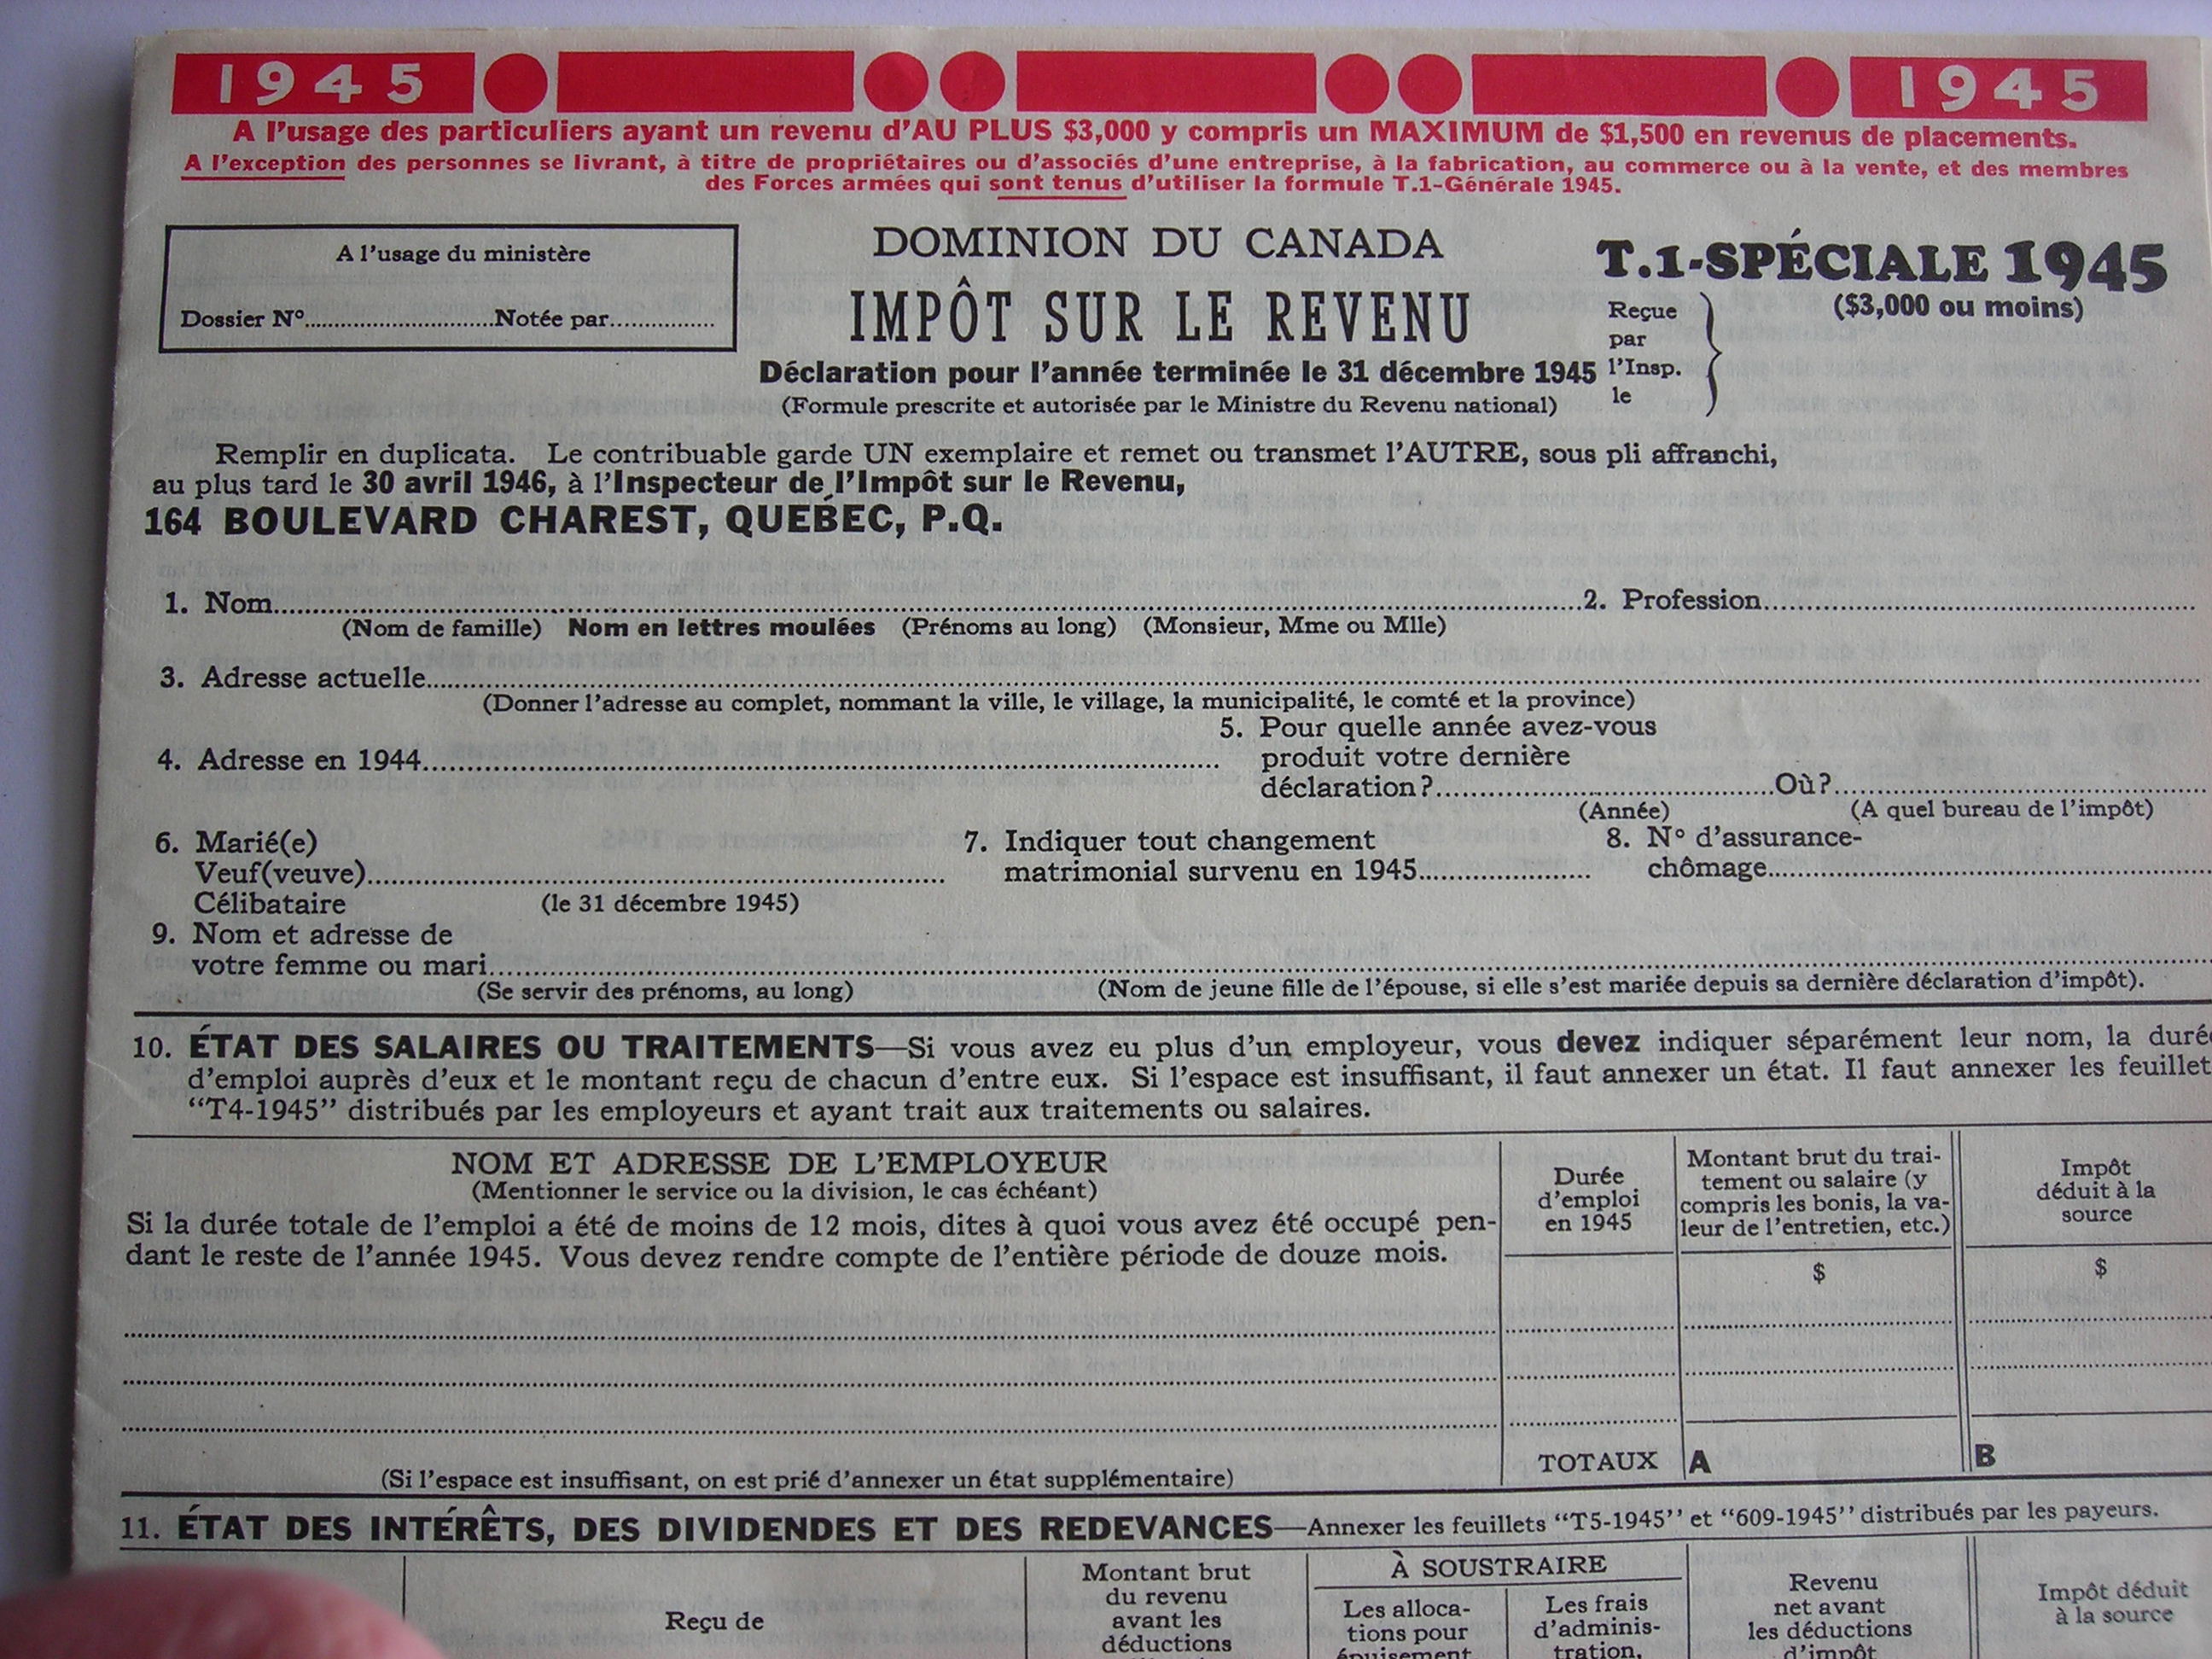 1945 1945
A l'usage des particuliers ayant un revenu d'AU PLUS $3,000 y compris un MAXIMUM de $1,500 en revenus de placements.
A l'exception des personnes se livrant, à titre de propriétaires ou d'associés d'une entreprise, à la fabrication, au commerce ou à la vente, et des membres
des Forces armées qui sont tenus d'utiliser la formule T.1-Générale 1945.
A l'usage du ministère
Dossier N°..............................Notée par................
DOMINION DU CANADA
IMPÔT SUR LE REVENU
Déclaration pour l'année terminée le 31 décembre 1945
(Formule prescrite et autorisée par le Ministre du Revenu national)
T.1-SPÉCIALE 1945
($3,000 ou moins)
Reçue
par
l'Insp.
le
Remplir en duplicata. Le contribuable garde UN exemplaire et remet ou transmet l'AUTRE, sous pli affranchi,
au plus tard le 30 avril 1946, à l'Inspecteur de l'Impôt sur le Revenu,
164 BOULEVARD CHAREST, QUÉBEC, P.Q.
1. Nom..............................2. Profession..............................
(Nom de famille) Nom en lettres moulées (Prénoms au long) (Monsieur, Mme ou Mlle)
3. Adresse actuelle..............................
(Donner l'adresse au complet, nommant la ville, le village, la municipalité, le comté et la province)
4. Adresse en 1944..............................
5. Pour quelle année avez-vous
produit votre dernière
déclaration?..............................Où?..............................
(Année) (A quel bureau de l'impôt)
6. Marié(e)
Veuf(veuve)..............................
Célibataire (le 31 décembre 1945)
7. Indiquer tout changement
matrimonial survenu en 1945....................
8. N° d'assurance-
chômage..............................
9. Nom et adresse de
votre femme ou mari..............................
(Se servir des prénoms, au long) (Nom de jeune fille de l'épouse, si elle s'est mariée depuis sa dernière déclaration d'impôt).
10. ÉTAT DES SALAIRES OU TRAITEMENTS—Si vous avez eu plus d'un employeur, vous devez indiquer séparément leur nom, la duré
d'emploi auprès d'eux et le montant reçu de chacun d'entre eux. Si l'espace est insuffisant, il faut annexer un état. Il faut annexer les feuillet
"T4-1945" distribués par les employeurs et ayant trait aux traitements ou salaires.
NOM ET ADRESSE DE L'EMPLOYEUR
(Mentionner le service ou la division, le cas échéant)
Si la durée totale de l'emploi a été de moins de 12 mois, dites à quoi vous avez été occupé pen-
dant le reste de l'année 1945. Vous devez rendre compte de l'entière période de douze mois.
Durée
d'emploi
en 1945
Montant brut du trai-
tement ou salaire (y
compris les bonis, la va-
leur de l'entretien, etc.)
$
Impôt
déduit à la
source
$
(Si l'espace est insuffisant, on est prié d'annexer un état supplémentaire)
TOTAUX A B
11. ÉTAT DES INTÉRÊTS, DES DIVIDENDES ET DES REDEVANCES—Annexer les feuillets "T5-1945" et "609-1945" distribués par les payeurs.
Reçu de
Montant brut
du revenu
avant les
déductions
À SOUSTRAIRE
Les alloca-
tions pour
épuisement
Les frais
d'adminis-
tration,
Revenu
net avant
les déductions
d'impôt
Impôt déduit
à la source